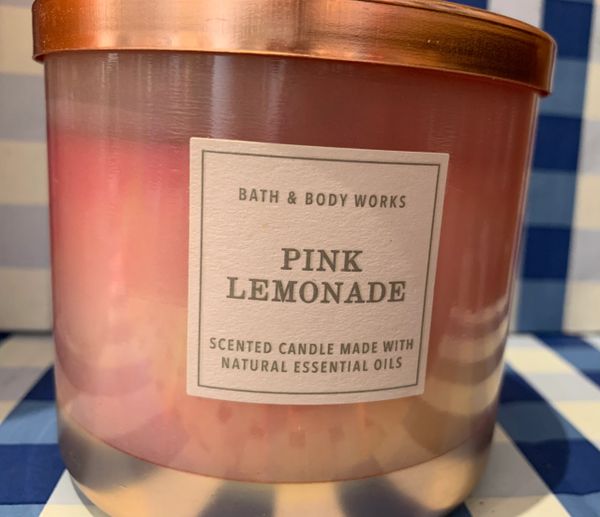 BATH & BODY WORKS
PINK
LEMONADE
SCENTED CANDLE MADE WITH
NATURAL ESSENTIAL OILS